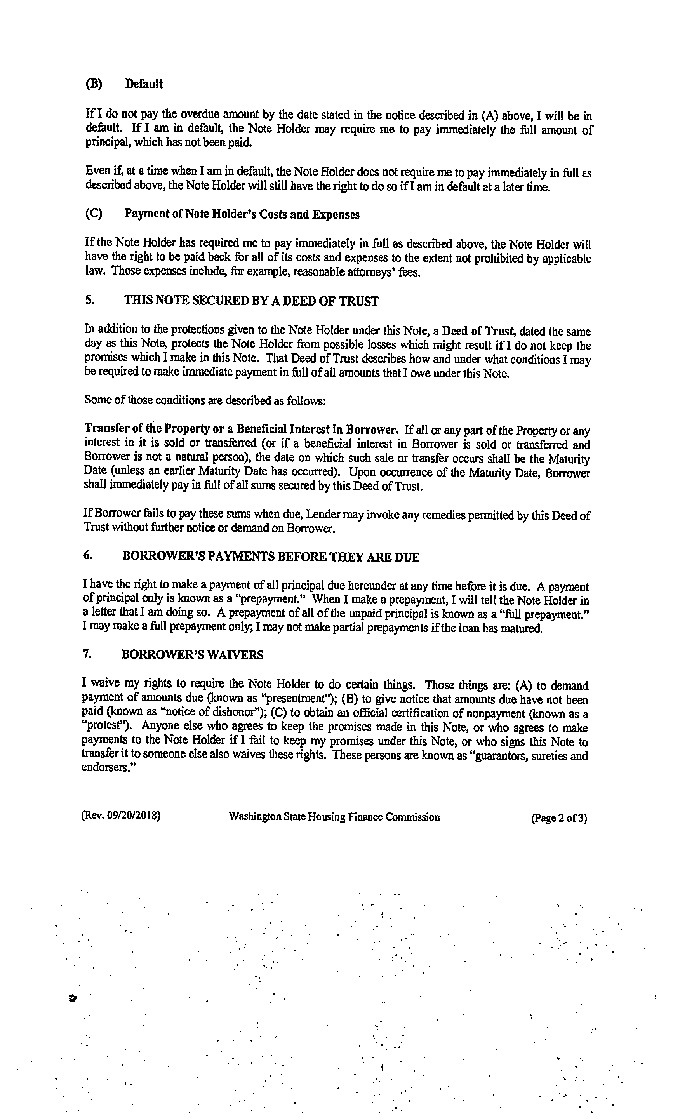 (B) Default
If I do not pay the overdue amount by the date stated in the notice described in (A) above, I will be in
default. If I am in default, the Note Holder may require me to pay immediately the full amount of
principal, which has not been paid.
Even if, at a time when I am in default, the Note Holder does not require me to pay immediately in full as
described above, the Note Holder will still have the right to do so if I am in default at a later time.
(C) Payment of Note Holder's Costs and Expenses
If the Note Holder has required me to pay immediately in full as described above, the Note Holder will
have the right to be paid back for all of its costs and expenses to the extent not prohibited by applicable
law. Those expenses include, for example, reasonable attorneys' fees.
5. THIS NOTE SECURED BY A DEED OF TRUST
In addition to the protections given to the Note Holder under this Note, a Deed of Trust, dated the same
day as this Note, protects the Note Holder from possible losses which might result if I do not keep the
promises which I make in this Note. That Deed of Trust describes how and under what conditions I may
be required to make immediate payment in full of all amounts that I owe under this Note.
Some of those conditions are described as follows:
Transfer of the Property or a Beneficial Interest In Borrower. If all or any part of the Property or any
interest in it is sold or transferred (or if a beneficial interest in Borrower is sold or transferred and
Borrower is not a natural person), the date on which such sale or transfer occurs shall be the Maturity
Date (unless an earlier Maturity Date has occurred). Upon occurrence of the Maturity Date, Borrower
shall immediately pay in full of all sums secured by this Deed of Trust.
If Borrower fails to pay these sums when due, Lender may invoke any remedies permitted by this Deed of
Trust without further notice or demand on Borrower.
6. BORROWER'S PAYMENTS BEFORE THEY ARE DUE
I have the right to make a payment of all principal due hereunder at any time before it is due. A payment
of principal only is known as a "prepayment." When I make a prepayment, I will tell the Note Holder in
a letter that I am doing so. A prepayment of all of the unpaid principal is known as a "full prepayment."
I may make a full prepayment only; I may not make partial prepayments if the loan has matured.
7. BORROWER'S WAIVERS
I waive my rights to require the Note Holder to do certain things. Those things are: (A) to demand
payment of amounts due (known as "presentment"); (B) to give notice that amounts due have not been
paid (known as "notice of dishonor"); (C) to obtain an official certification of nonpayment (known as a
"protest"). Anyone else who agrees to keep the promises made in this Note, or who agrees to make
payments to the Note Holder if I fail to keep my promises under this Note, or who signs this Note to
transfer it to someone else also waives these rights. These persons are known as "guarantors, sureties and
endorsers."
(Rev. 09/20/2018) Washington State Housing Finance Commission (Page 2 of 3)